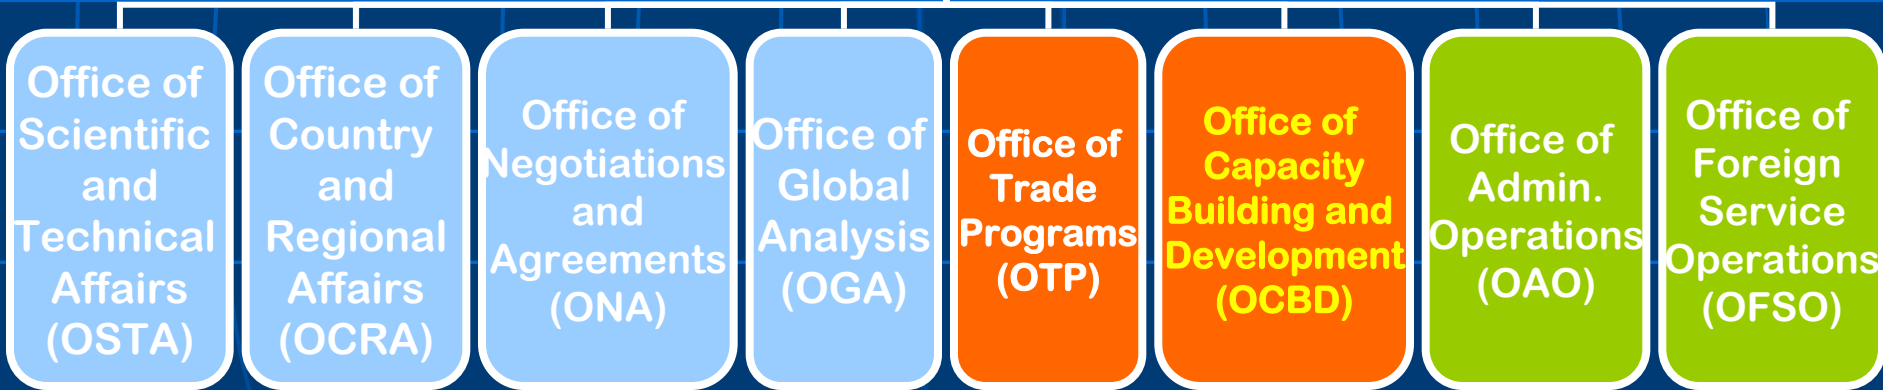 Office of
Scientific
and
Technical
Affairs
(OSTA)
Office of
Country
and
Regional
Affairs
(OCRA)
Office of
Negotiations
and
Agreements
(ONA)
Office of
Global
Analysis
(OGA)
Office of
Trade
Programs
(OTP)
Office of
Capacity
Building and
Development
(OCBD)
Office of
Admin.
Operations
(OAO)
Office of
Foreign
Service
Operations
(OFSO)